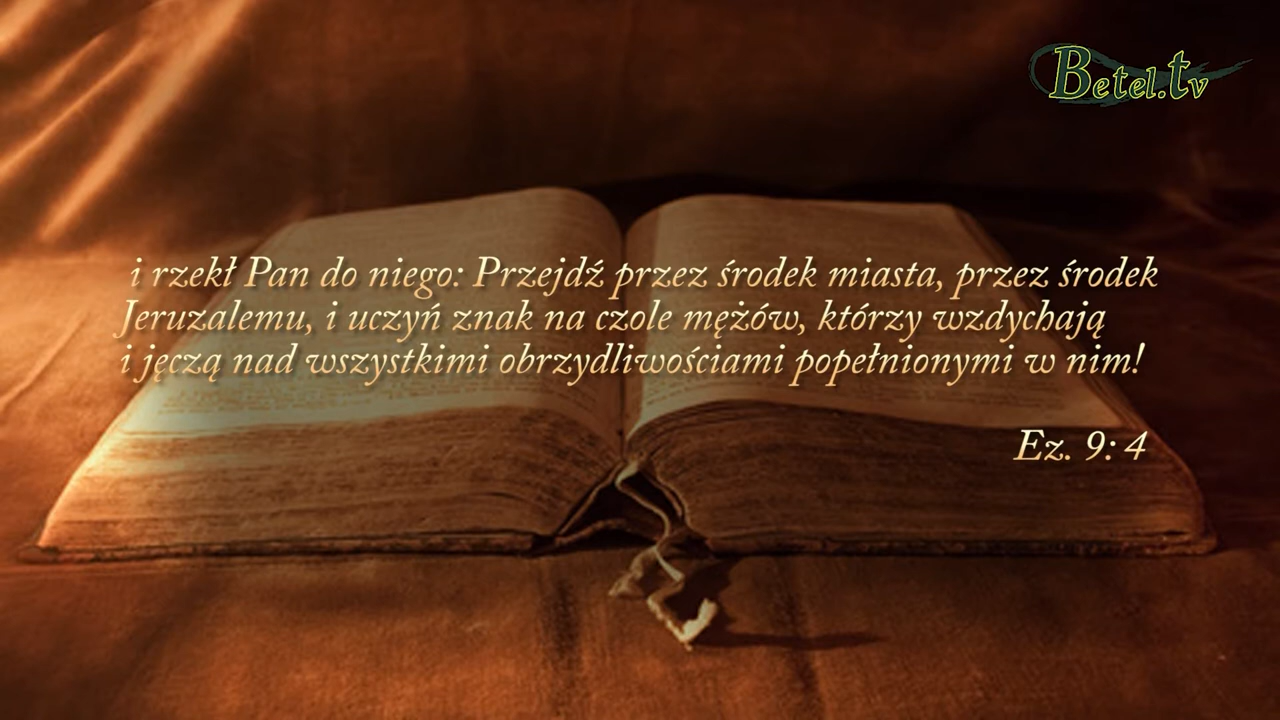 Betel.tv
i rzekł Pan do niego: Przejdź przez środek miasta, przez środek
Jeruzalemu, i uczyń znak na czole mężów, którzy wzdychają
i jęczą nad wszystkimi obrzydliwościami popełnionymi w nim!
Ez. 9: 4